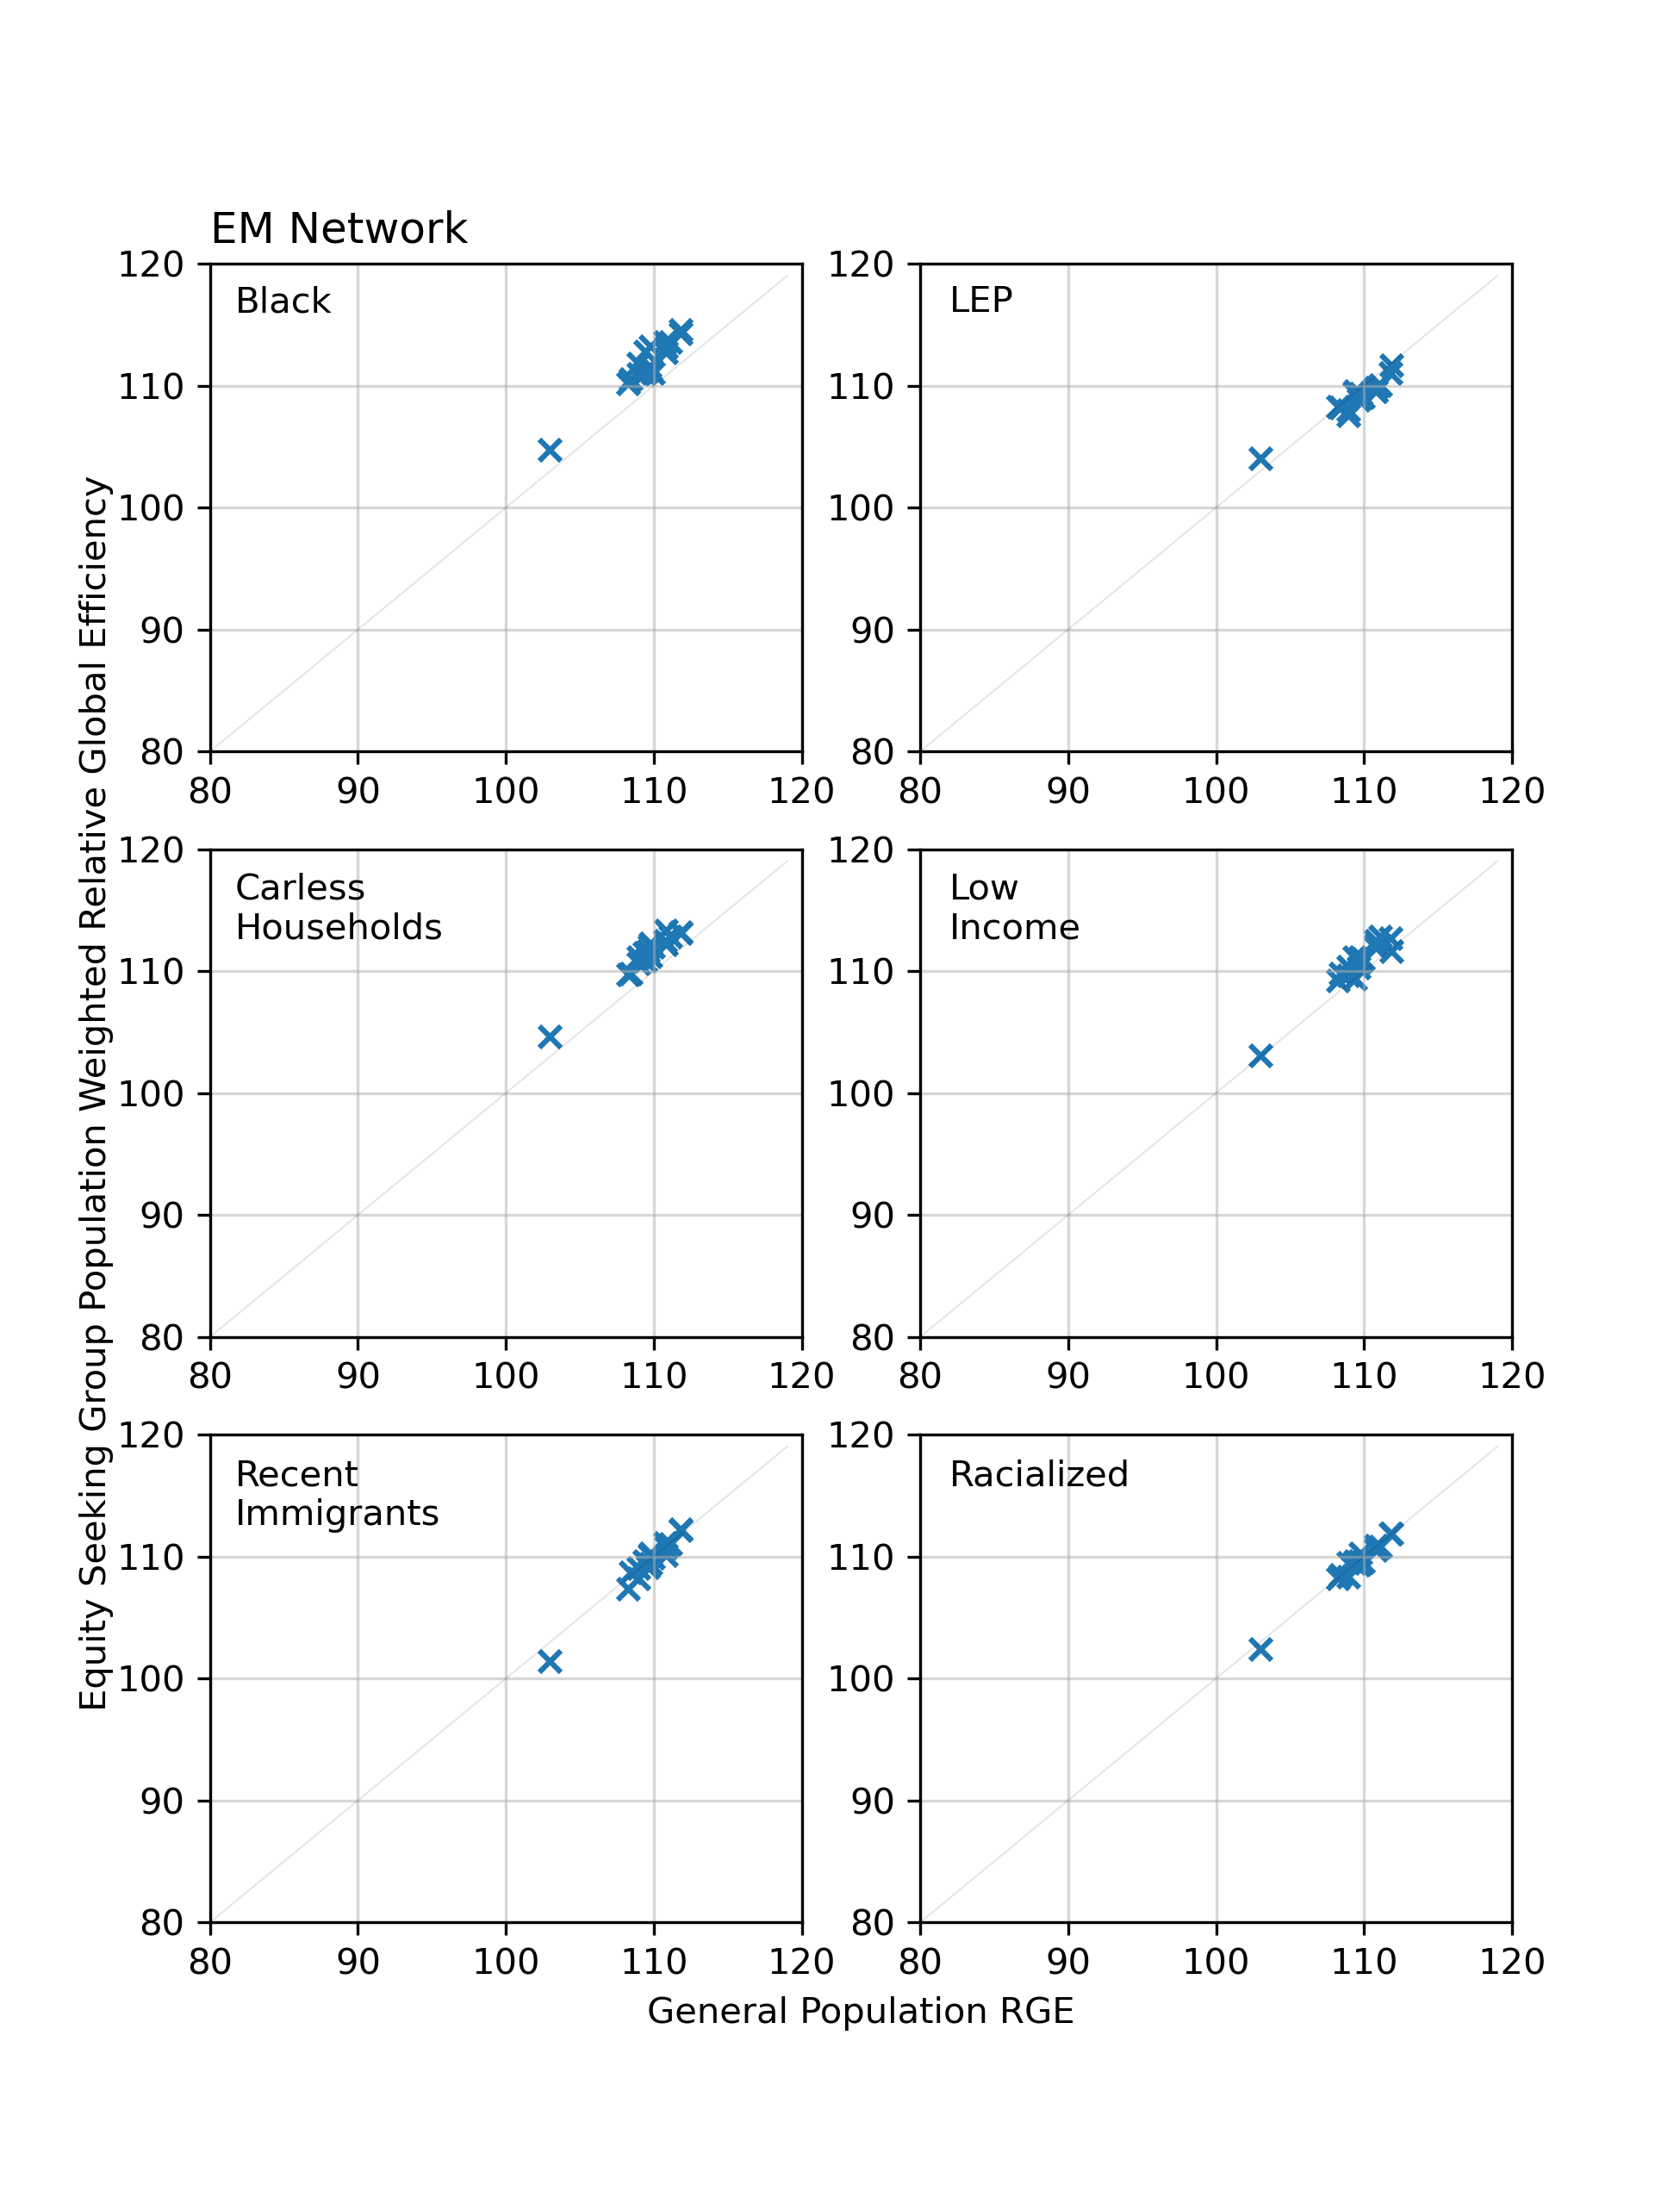 EM Network
Equity Seeking Group Population Weighted Relative Global Efficiency
Black
120
110
100
90
80
80 90 100 110 120
LEP
120
110
100
90
80
80 90 100 110 120
Carless
Households
120
110
100
90
80
80 90 100 110 120
Low
Income
120
110
100
90
80
80 90 100 110 120
Recent
Immigrants
120
110
100
90
80
80 90 100 110 120
Racialized
120
110
100
90
80
80 90 100 110 120
General Population RGE